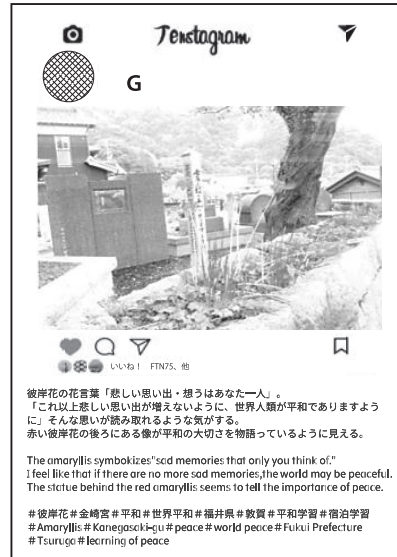 Tenstagram
G
いいね！ FTN75、他
彼岸花の花言葉「悲しい思い出・想うはあなた一人」。
「これ以上悲しい思い出が増えないように、世界人類が平和でありますよう
に」そんな思いが読み取れるような気がする。
赤い彼岸花の後ろにある像が平和の大切さを物語っているように見える。
The amaryllis symbokizes"sad memories that only you think of."
I feel like that if there are no more sad memories,the world may be peaceful.
The statue behind the red amaryllis seems to tell the importance of peace.
＃彼岸花＃金崎宮＃平和＃世界平和＃福井県＃敦賀＃平和学習＃宿泊学習
＃Amaryllis＃Kanegasaki-gu＃peace＃world peace＃Fukui Prefecture
＃Tsuruga＃learning of peace